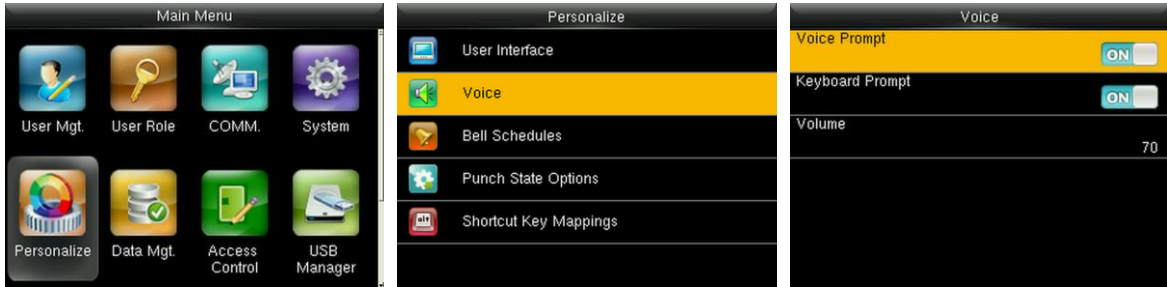 Main Menu
User Mgt.
User Role
COMM.
System
Personalize
Data Mgt.
Access
Control
USB
Manager
Personalize
User Interface
Voice
Bell Schedules
Punch State Options
alt
Shortcut Key Mappings
Voice
Voice Prompt
ON
Keyboard Prompt
ON
Volume
70